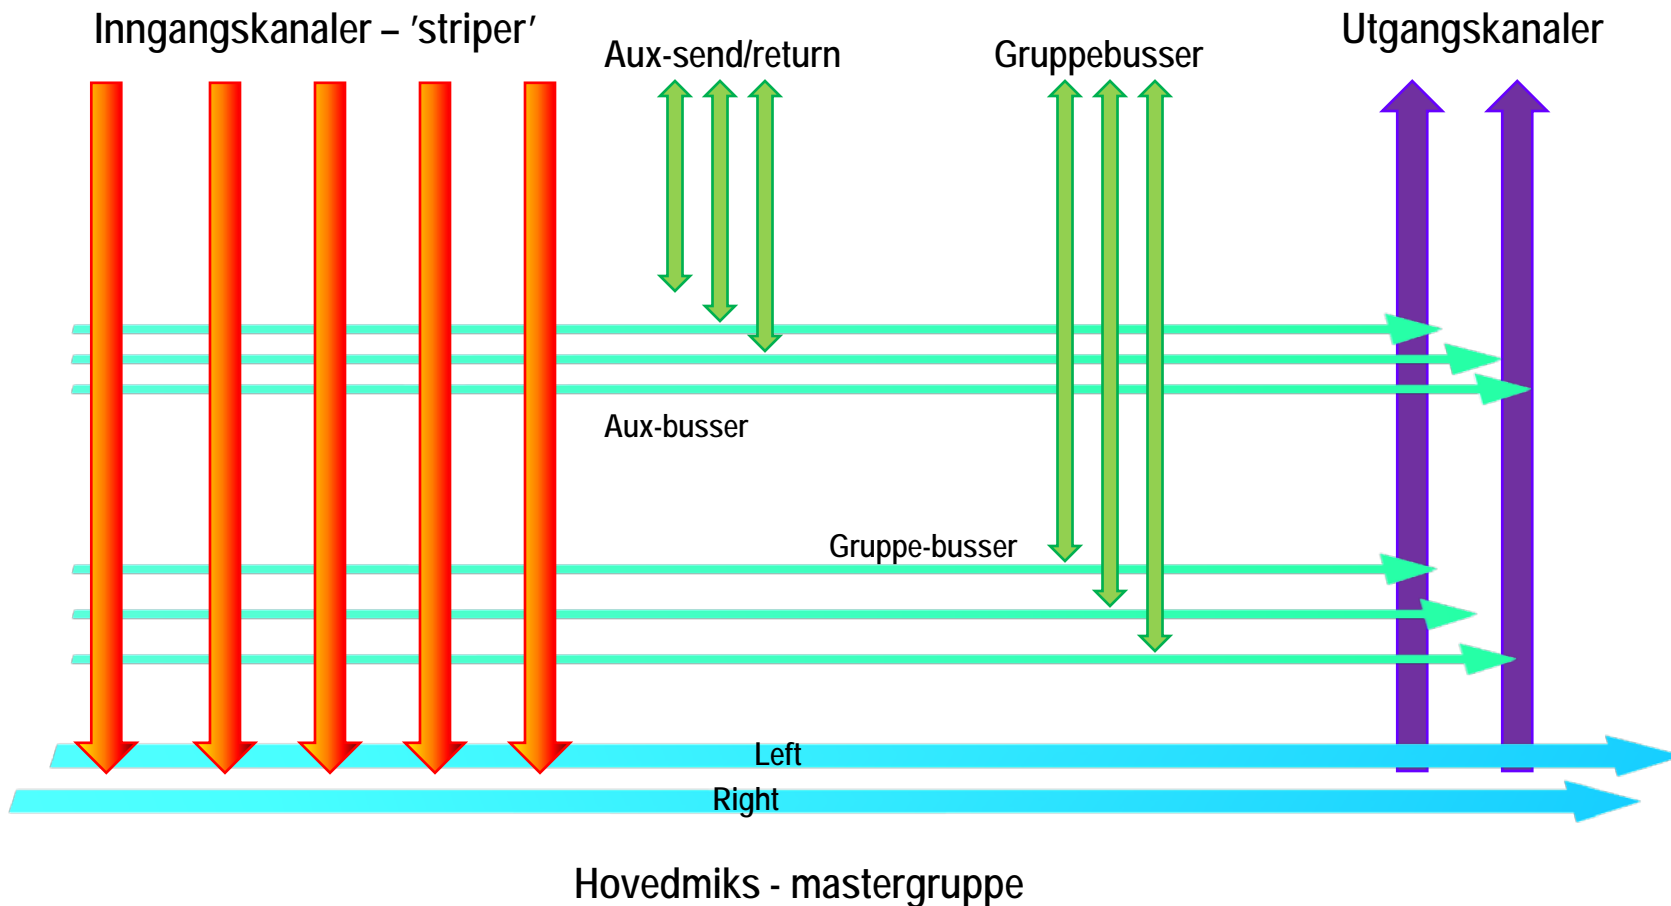 Inngangskanaler – ’striper’
Aux-send/return
Gruppebusser
Utgangskanaler
Aux-busser
Gruppe-busser
Left
Right
Hovedmiks - mastergruppe